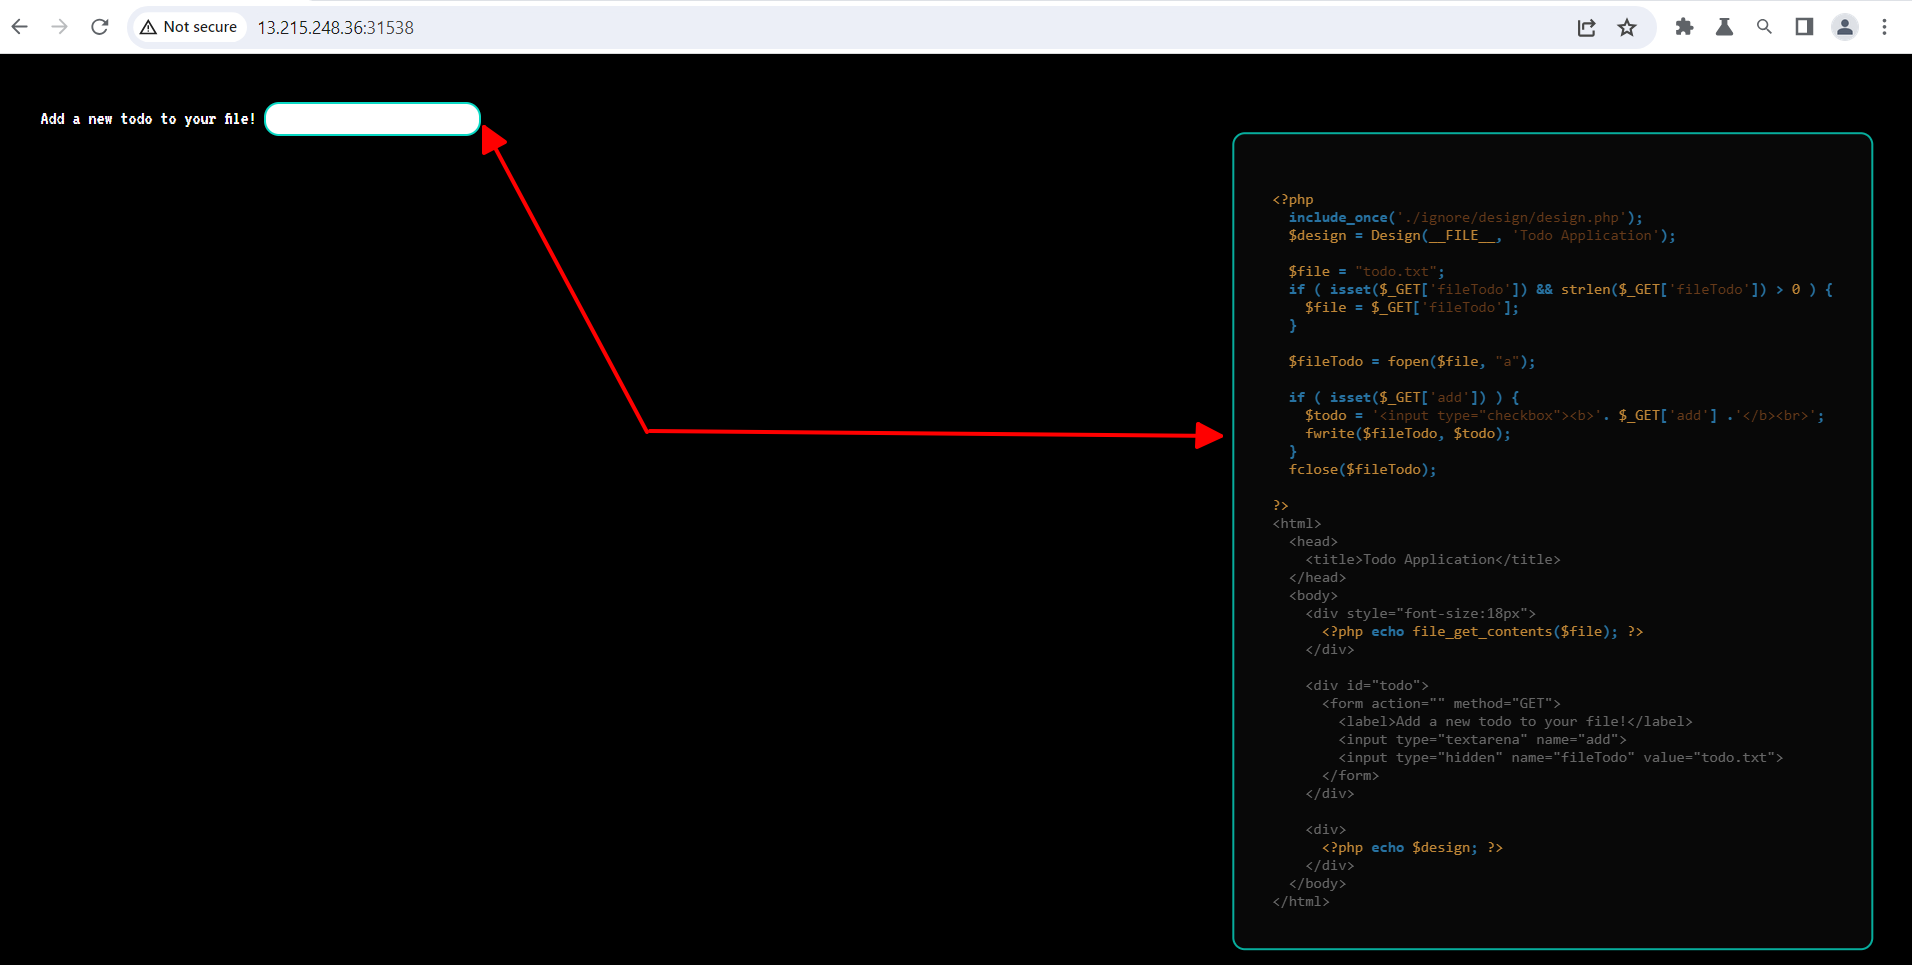 Not secure
13.215.248.36:31538
Add a new todo to your file!
<?php
include_once('./ignore/design/design.php');
$design = Design(__FILE__, 'Todo Application');
$file = "todo.txt";
if ( isset($_GET['fileTodo']) && strlen($_GET['fileTodo']) > 0 ) {
$file = $_GET['fileTodo'];
}
$fileTodo = fopen($file, "a");
if ( isset($_GET['add']) ) {
$todo = '<input type="checkbox"><b>'. $_GET['add'] .'</b><br>';
fwrite($fileTodo, $todo);
}
fclose($fileTodo);
?>
<html>
<head>
<title>Todo Application</title>
</head>
<body>
<div style="font-size:18px">
<?php echo file_get_contents($file); ?>
</div>
<div id="todo">
<form action="" method="GET">
<label>Add a new todo to your file!</label>
<input type="textarena" name="add">
<input type="hidden" name="fileTodo" value="todo.txt">
</form>
</div>
<div>
<?php echo $design; ?>
</div>
</body>
</html>